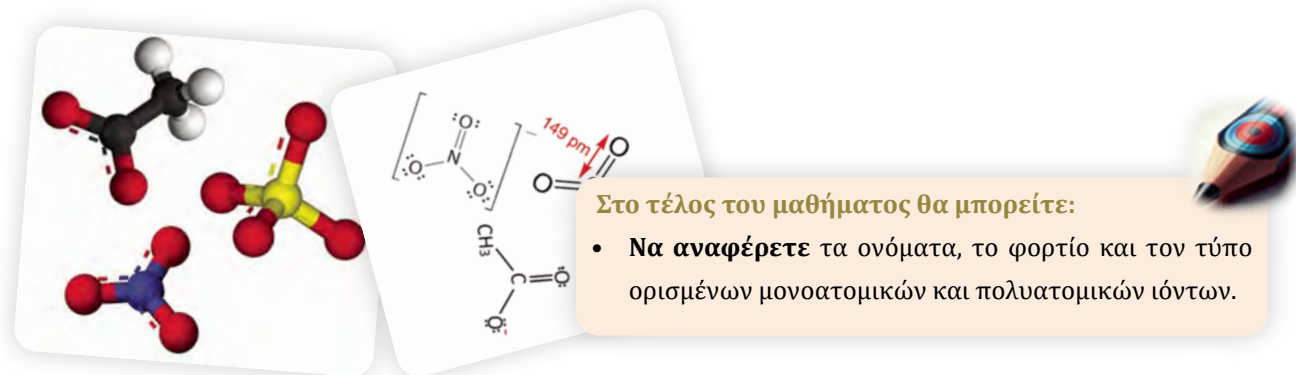 :O:
N
:O
O:
−
149 pm
O
O=
CH3
C=O
O
-
Στο τέλος του μαθήματος θα μπορείτε:
• Να αναφέρετε τα ονόματα, το φορτίο και τον τύπο
ορισμένων μονοατομικών και πολυατομικών ιόντων.